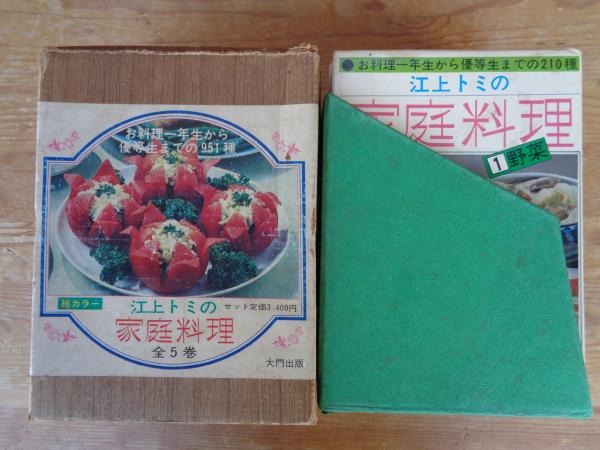 お料理一年生から
優等生までの951種
総カラー
江上トミの
セット定価3,400円
家庭料理
全5巻
大門出版
お料理一年生から優等生までの210種
江上トミの
家庭料理
1 野菜